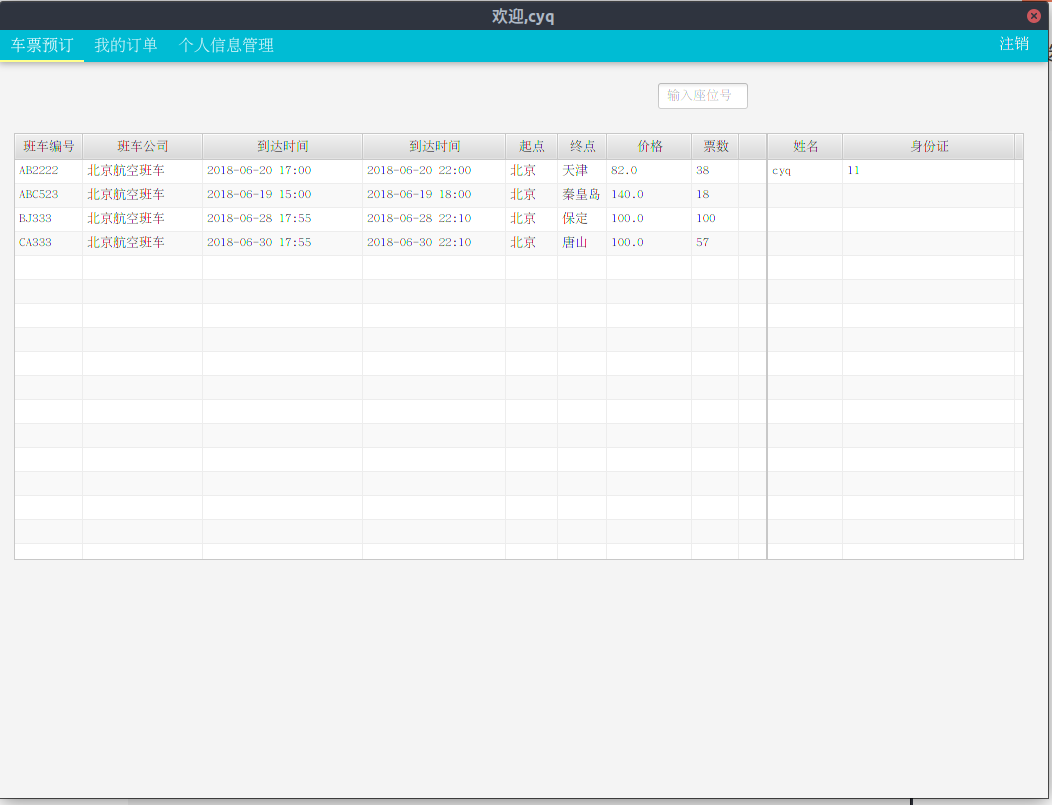 欢迎,cyq
车票预订 我的订单 个人信息管理 注销
输入座位号
班车编号 班车公司 到达时间 到达时间 起点 终点 价格 票数 姓名 身份证
AB2222 北京航空班车 2018-06-20 17:00 2018-06-20 22:00 北京 天津 82.0 38 cyq 11
ABC523 北京航空班车 2018-06-19 15:00 2018-06-19 18:00 北京 秦皇岛 140.0 18
BJ333 北京航空班车 2018-06-28 17:55 2018-06-28 22:10 北京 保定 100.0 100
CA333 北京航空班车 2018-06-30 17:55 2018-06-30 22:10 北京 唐山 100.0 57